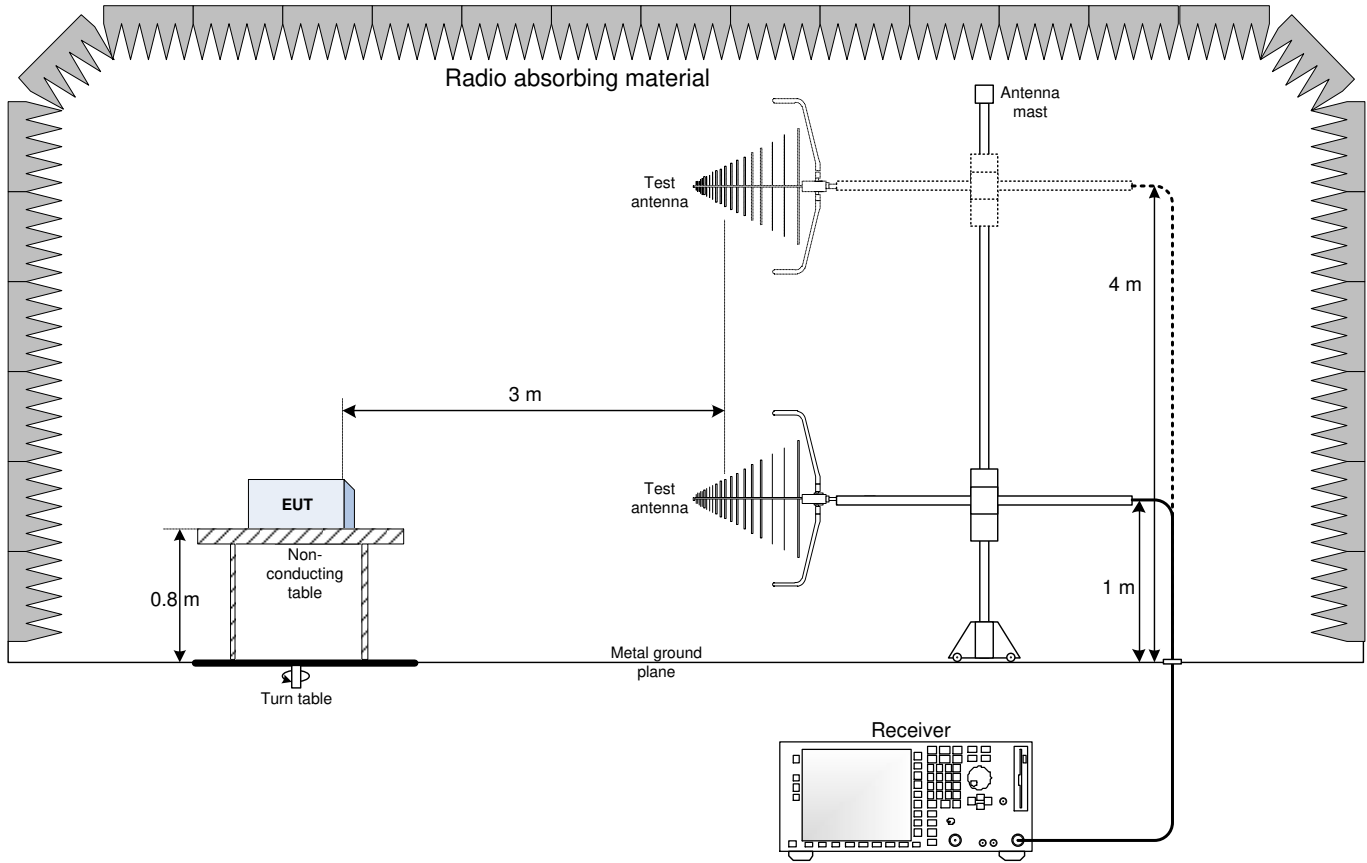 Radio absorbing material
Antenna
mast
Test
antenna
4 m
3 m
Test
antenna
EUT
Non-
conducting
table
0.8 m
1 m
Metal ground
plane
Turn table
Receiver